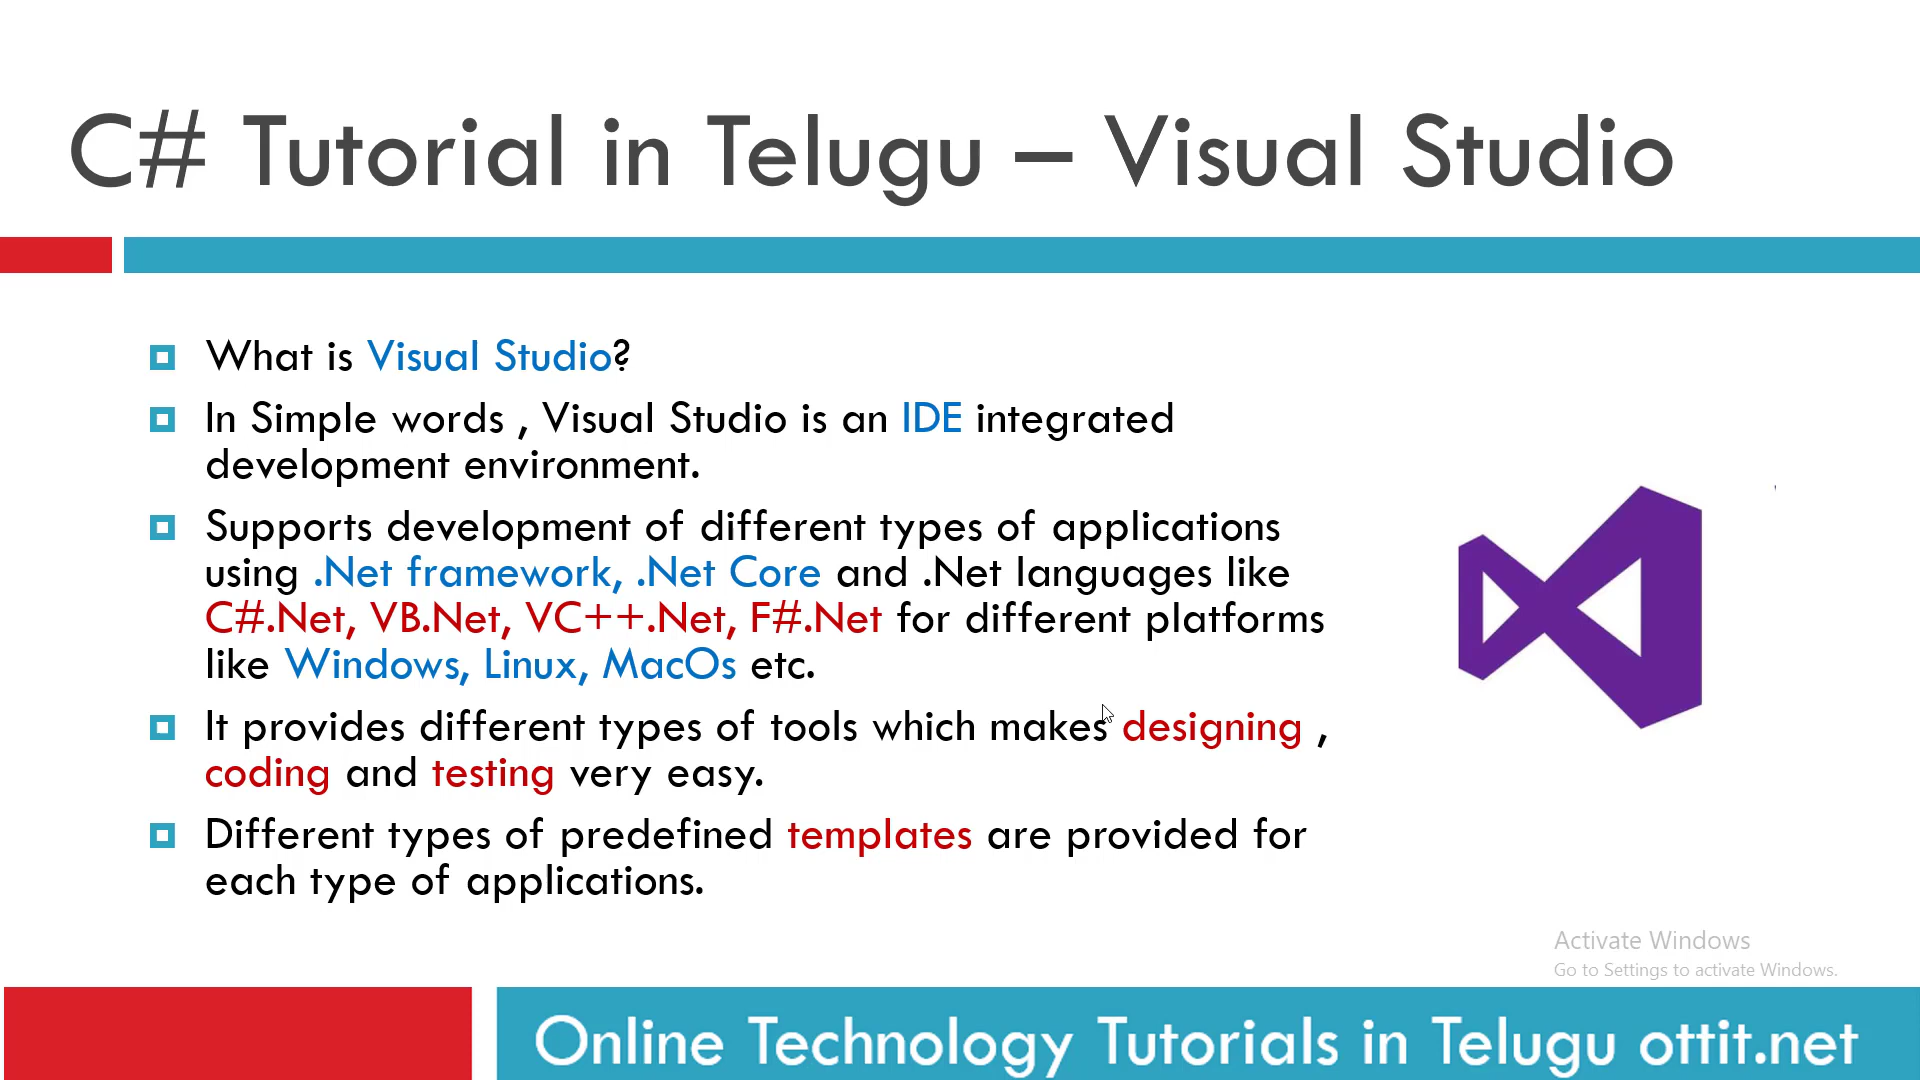 C# Tutorial in Telugu – Visual Studio
What is Visual Studio?
In Simple words , Visual Studio is an IDE integrated
development environment.
Supports development of different types of applications
using .Net framework, .Net Core and .Net languages like
C#.Net, VB.Net, VC++.Net, F#.Net for different platforms
like Windows, Linux, MacOs etc.
It provides different types of tools which makes designing ,
coding and testing very easy.
Different types of predefined templates are provided for
each type of applications.
Activate Windows
Go to Settings to activate Windows.
Online Technology Tutorials in Telugu ottit.net